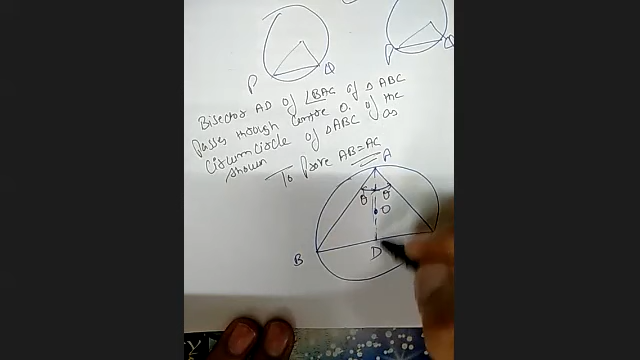 P
Q
P
Q
Bisector AD of ∠BAC of △ABC
passes through centre O of the
circumcircle of △ABC as
shown
To Prove AB=AC
A
θ θ
O
B
D